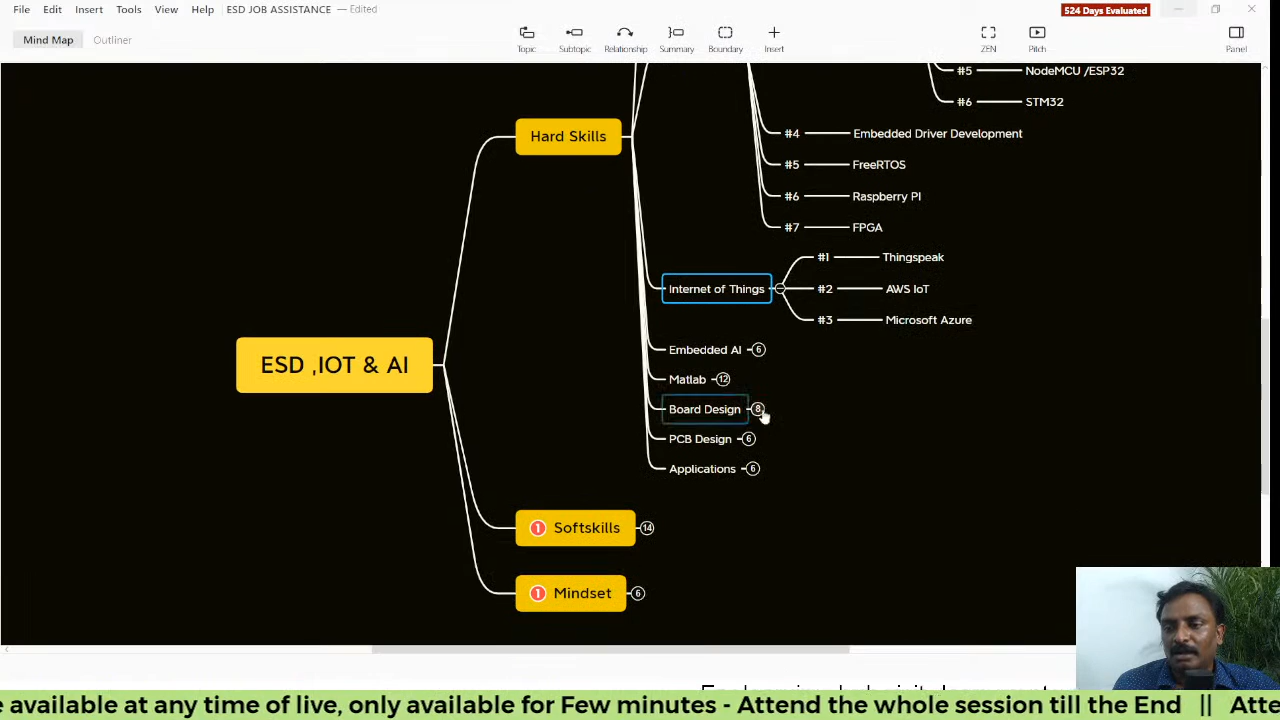 File Edit Insert Tools View Help ESD JOB ASSISTANCE — Edited 524 Days Evaluated
Mind Map Outliner
Topic Subtopic Relationship Summary Boundary Insert ZEN Pitch Panel
#5 NodeMCU /ESP32
#6 STM32
Hard Skills
#4 Embedded Driver Development
#5 FreeRTOS
#6 Raspberry PI
#7 FPGA
#1 Thingspeak
Internet of Things #2 AWS IoT
#3 Microsoft Azure
Embedded AI 6
ESD ,IOT & AI
Matlab 12
Board Design 8
PCB Design 6
Applications 6
1 Softskills 14
1 Mindset 6
available at any time of live, only available for Few minutes - Attend the whole session till the End ||